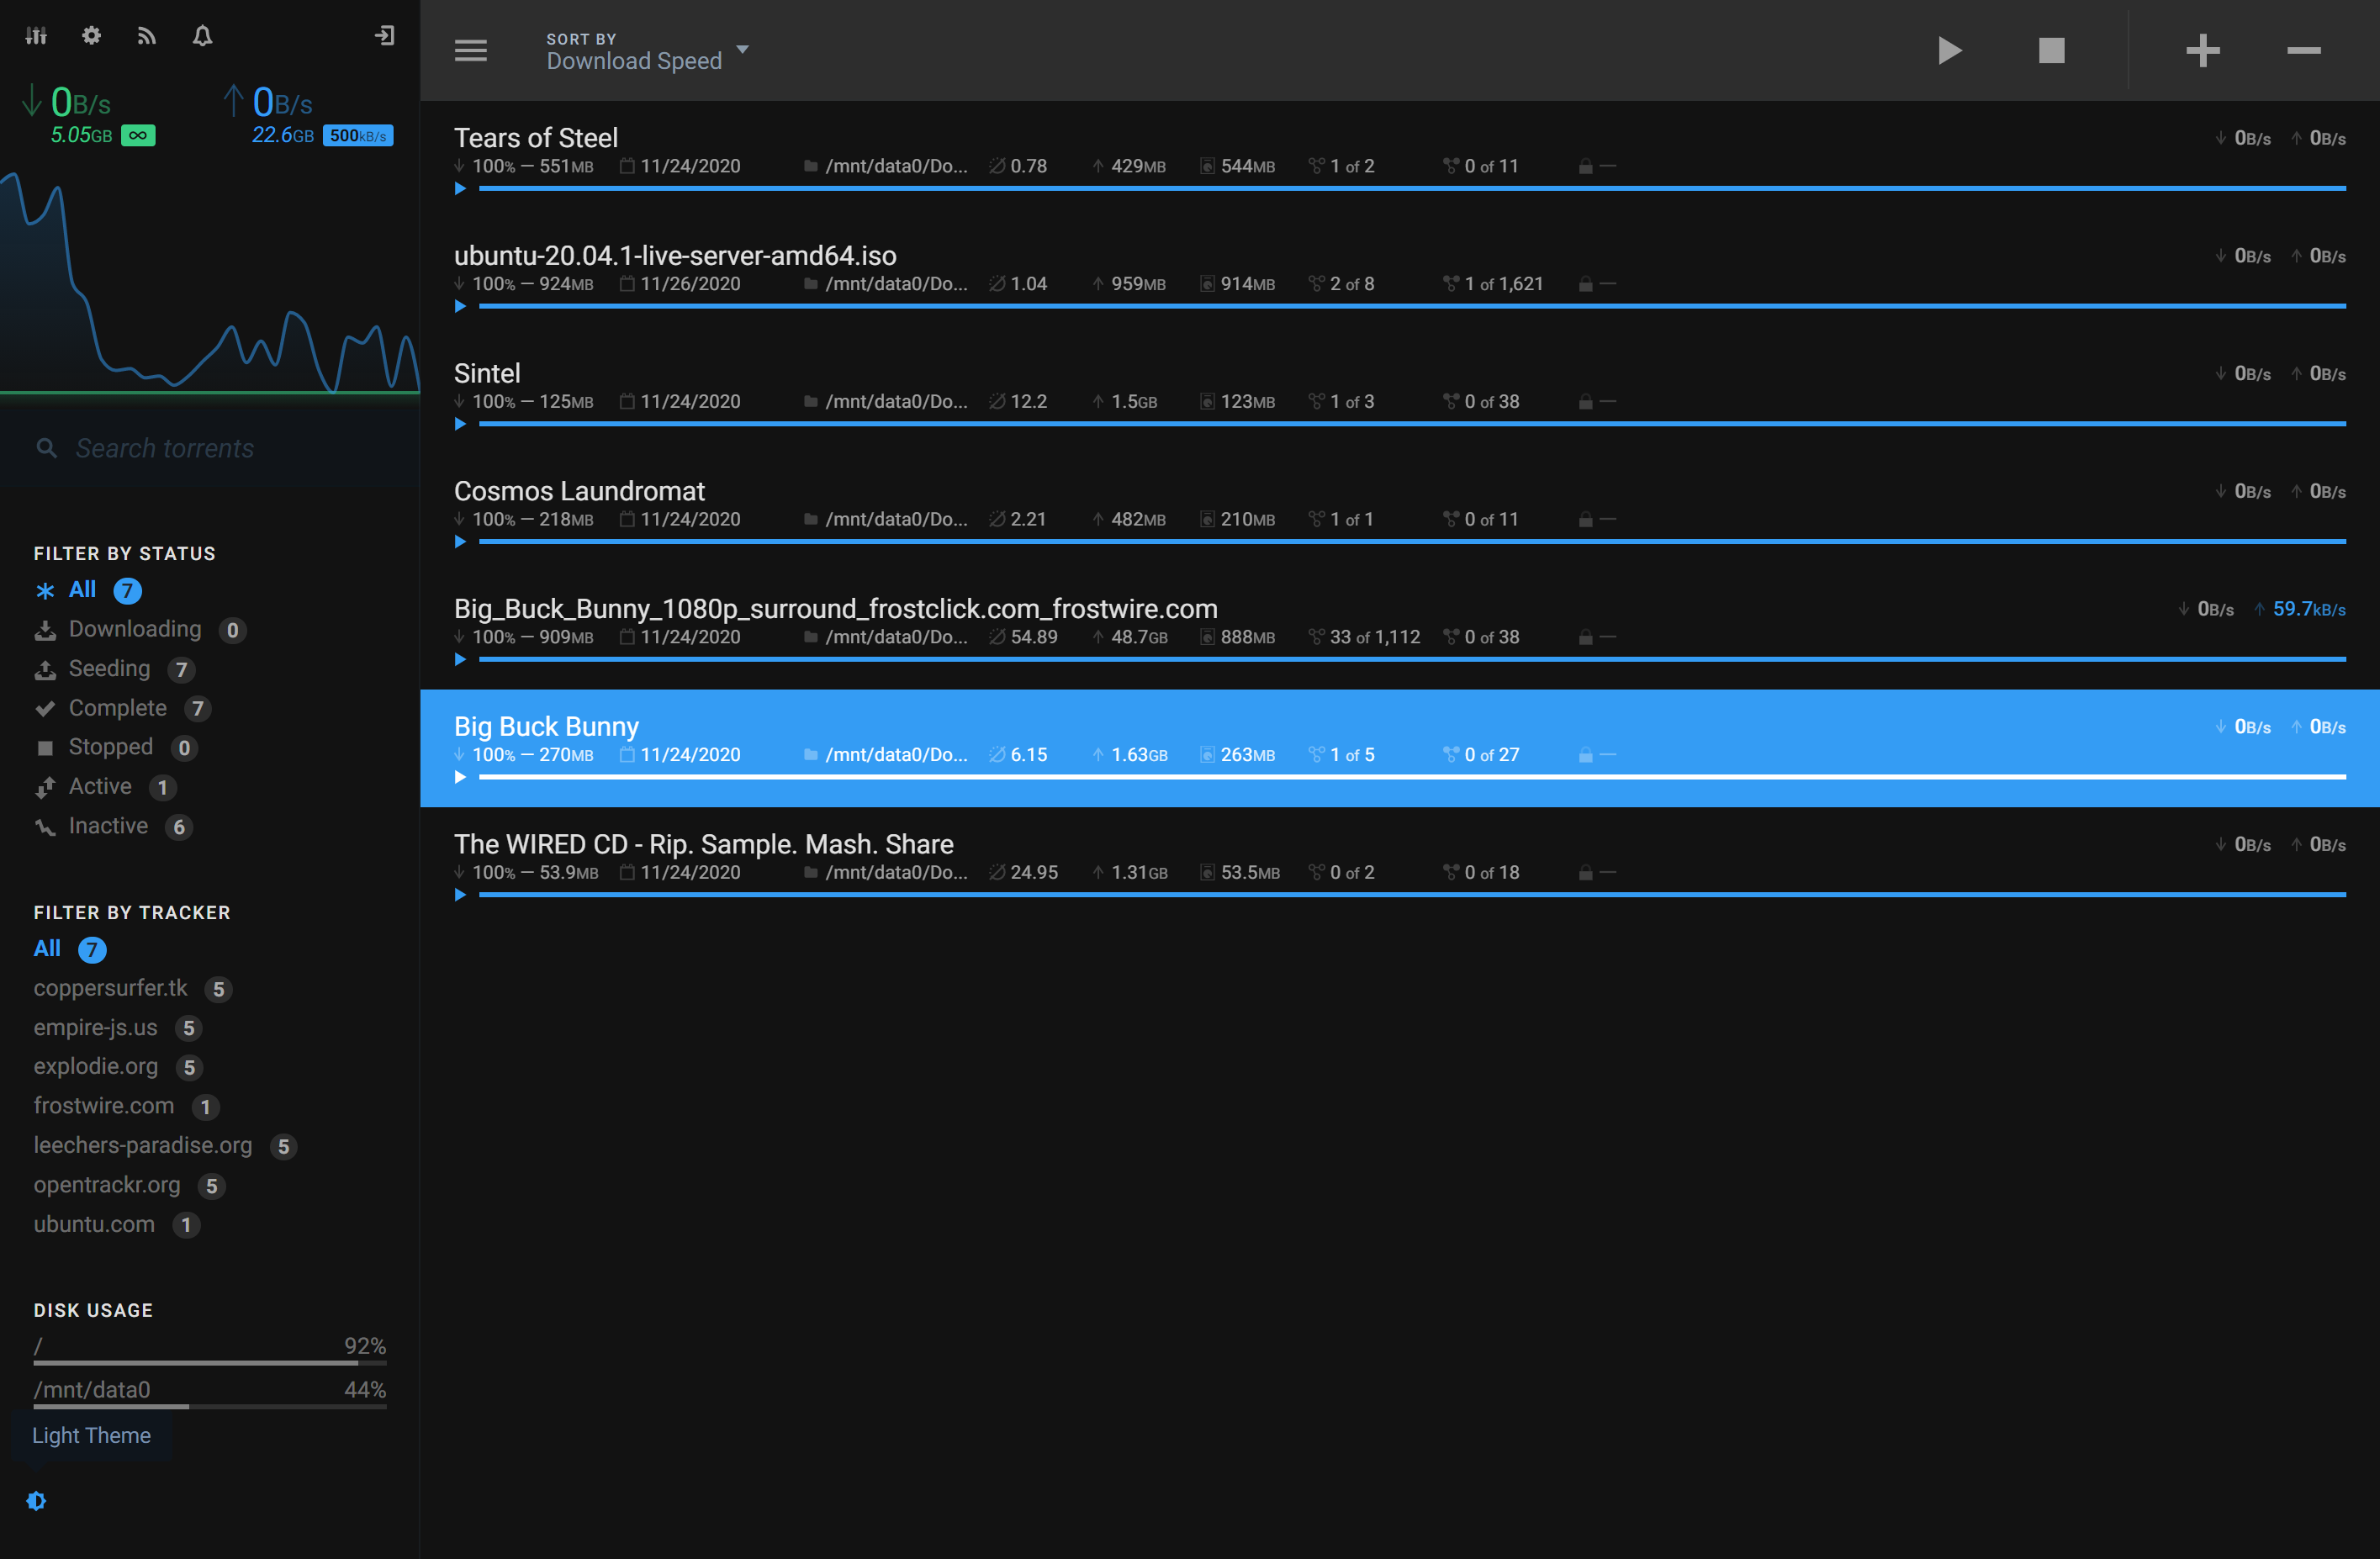 0B/s
5.05GB ∞
0B/s
22.6GB 500kB/s
Search torrents
FILTER BY STATUS
All 7
Downloading 0
Seeding 7
Complete 7
Stopped 0
Active 1
Inactive 6
FILTER BY TRACKER
All 7
coppersurfer.tk 5
empire-js.us 5
explodie.org 5
frostwire.com 1
leechers-paradise.org 5
opentrackr.org 5
ubuntu.com 1
DISK USAGE
/ 92%
/mnt/data0 44%
Light Theme
SORT BY
Download Speed
Tears of Steel 0B/s 0B/s
100% — 551MB 11/24/2020 /mnt/data0/Do... 0.78 429MB 544MB 1 of 2 0 of 11 —
ubuntu-20.04.1-live-server-amd64.iso 0B/s 0B/s
100% — 924MB 11/26/2020 /mnt/data0/Do... 1.04 959MB 914MB 2 of 8 1 of 1,621 —
Sintel 0B/s 0B/s
100% — 125MB 11/24/2020 /mnt/data0/Do... 12.2 1.5GB 123MB 1 of 3 0 of 38 —
Cosmos Laundromat 0B/s 0B/s
100% — 218MB 11/24/2020 /mnt/data0/Do... 2.21 482MB 210MB 1 of 1 0 of 11 —
Big_Buck_Bunny_1080p_surround_frostclick.com_frostwire.com 0B/s 59.7kB/s
100% — 909MB 11/24/2020 /mnt/data0/Do... 54.89 48.7GB 888MB 33 of 1,112 0 of 38 —
Big Buck Bunny 0B/s 0B/s
100% — 270MB 11/24/2020 /mnt/data0/Do... 6.15 1.63GB 263MB 1 of 5 0 of 27 —
The WIRED CD - Rip. Sample. Mash. Share 0B/s 0B/s
100% — 53.9MB 11/24/2020 /mnt/data0/Do... 24.95 1.31GB 53.5MB 0 of 2 0 of 18 —